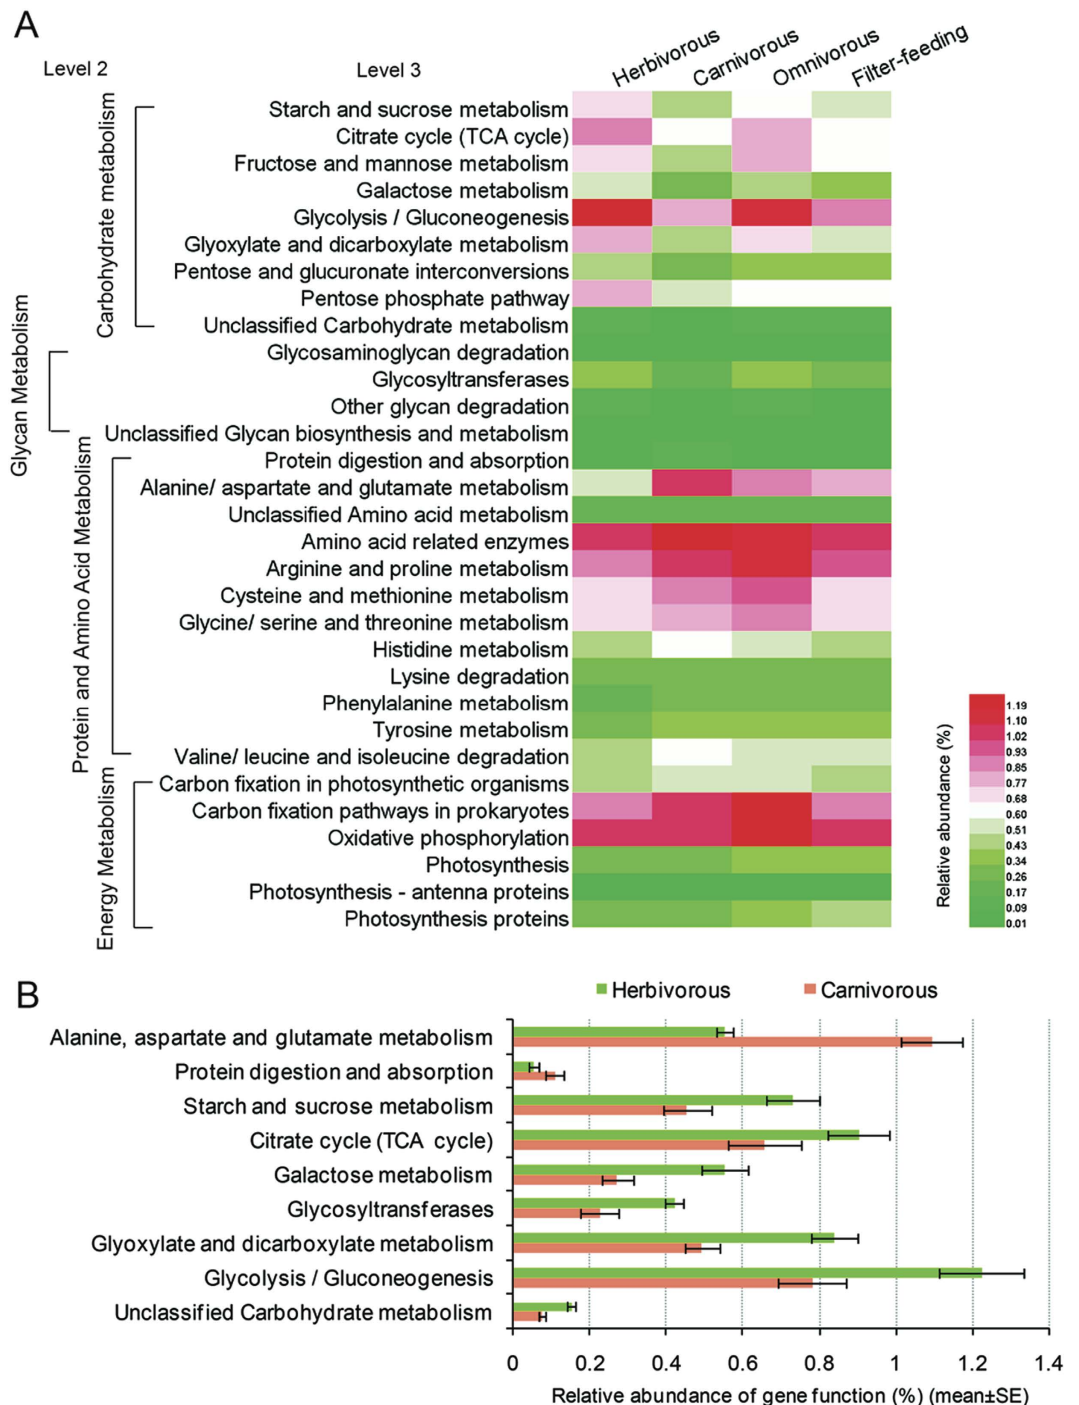 A
Level 2
Level 3
Herbivorous
Carnivorous
Omnivorous
Filter-feeding
Carbohydrate metabolism
Starch and sucrose metabolism
Citrate cycle (TCA cycle)
Fructose and mannose metabolism
Galactose metabolism
Glycolysis / Gluconeogenesis
Glyoxylate and dicarboxylate metabolism
Pentose and glucuronate interconversions
Pentose phosphate pathway
Unclassified Carbohydrate metabolism
Glycan Metabolism
Glycosaminoglycan degradation
Glycosyltransferases
Other glycan degradation
Unclassified Glycan biosynthesis and metabolism
Protein and Amino Acid Metabolism
Protein digestion and absorption
Alanine/ aspartate and glutamate metabolism
Unclassified Amino acid metabolism
Amino acid related enzymes
Arginine and proline metabolism
Cysteine and methionine metabolism
Glycine/ serine and threonine metabolism
Histidine metabolism
Lysine degradation
Phenylalanine metabolism
Tyrosine metabolism
Valine/ leucine and isoleucine degradation
Energy Metabolism
Carbon fixation in photosynthetic organisms
Carbon fixation pathways in prokaryotes
Oxidative phosphorylation
Photosynthesis
Photosynthesis - antenna proteins
Photosynthesis proteins
Relative abundance (%)
1.19
1.10
1.02
0.93
0.85
0.77
0.68
0.60
0.51
0.43
0.34
0.26
0.17
0.09
0.01
B
Herbivorous
Carnivorous
Alanine, aspartate and glutamate metabolism
Protein digestion and absorption
Starch and sucrose metabolism
Citrate cycle (TCA cycle)
Galactose metabolism
Glycosyltransferases
Glyoxylate and dicarboxylate metabolism
Glycolysis / Gluconeogenesis
Unclassified Carbohydrate metabolism
0 0.2 0.4 0.6 0.8 1 1.2 1.4
Relative abundance of gene function (%) (mean±SE)